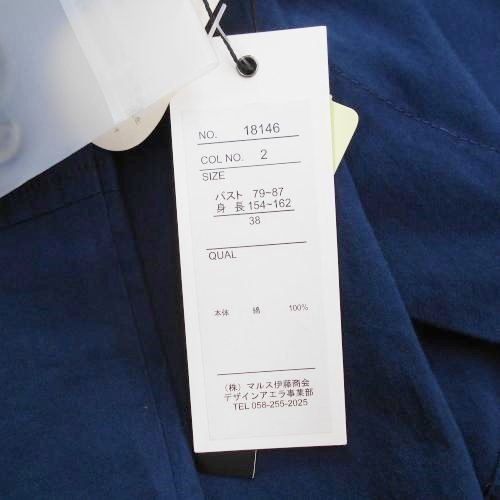 NO. 18146
COL NO. 2
SIZE
バスト 79~87
身 長 154~162
38
QUAL
本体 綿 100%
(株) マルス伊藤商会
デザインアエラ事業部
TEL 058-255-2025